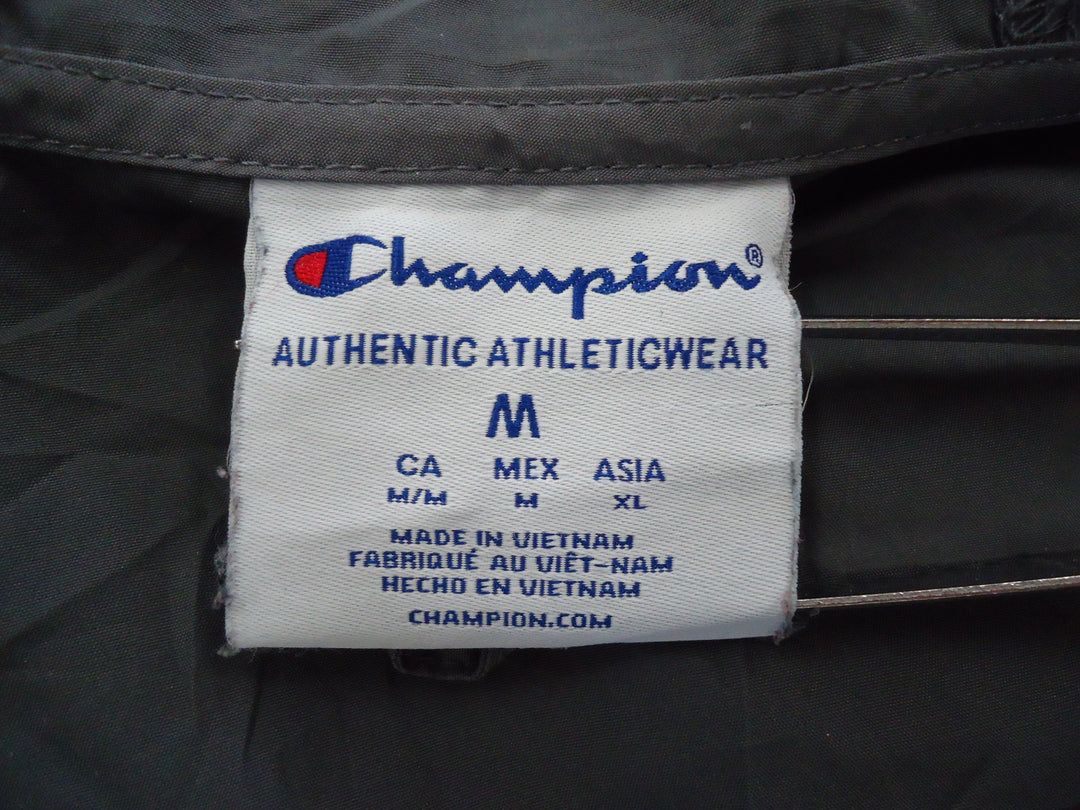 Champion®
AUTHENTIC ATHLETICWEAR
M
CA MEX ASIA
M/M M XL
MADE IN VIETNAM
FABRIQUÉ AU VIÊT-NAM
HECHO EN VIETNAM
CHAMPION.COM